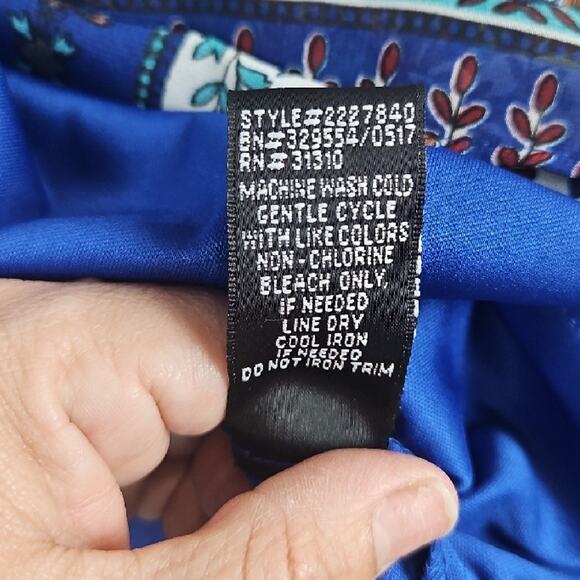 STYLE#2227840
BN#329554/0517
RN#31310
MACHINE WASH COLD
GENTLE CYCLE
WITH LIKE COLORS
NON-CHLORINE
BLEACH ONLY,
IF NEEDED
LINE DRY
COOL IRON
IF NEEDED
DO NOT IRON TRIM